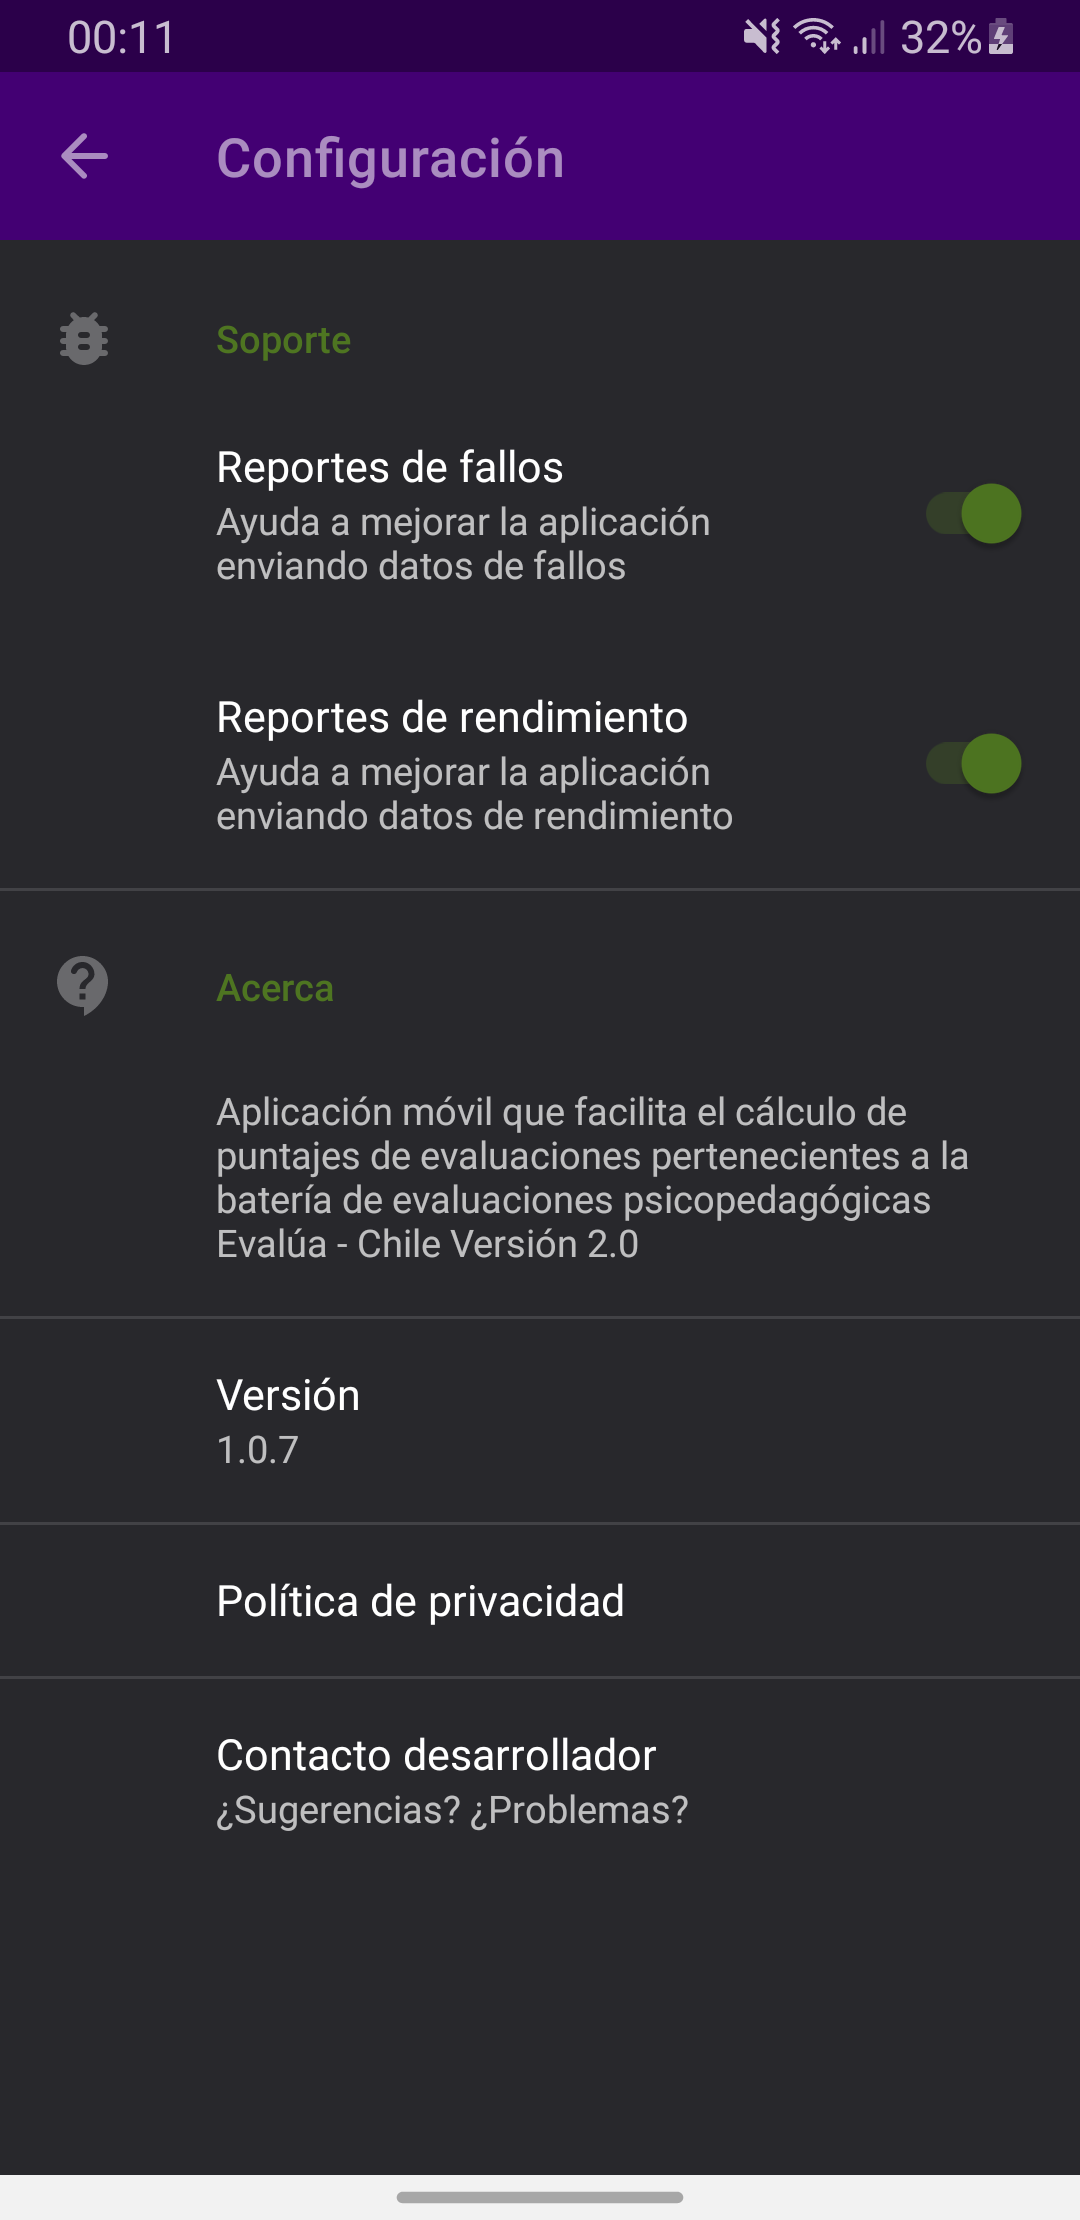 00:11
32%
Configuración
Soporte
Reportes de fallos
Ayuda a mejorar la aplicación
enviando datos de fallos
Reportes de rendimiento
Ayuda a mejorar la aplicación
enviando datos de rendimiento
Acerca
Aplicación móvil que facilita el cálculo de
puntajes de evaluaciones pertenecientes a la
batería de evaluaciones psicopedagógicas
Evalúa - Chile Versión 2.0
Versión
1.0.7
Política de privacidad
Contacto desarrollador
¿Sugerencias? ¿Problemas?